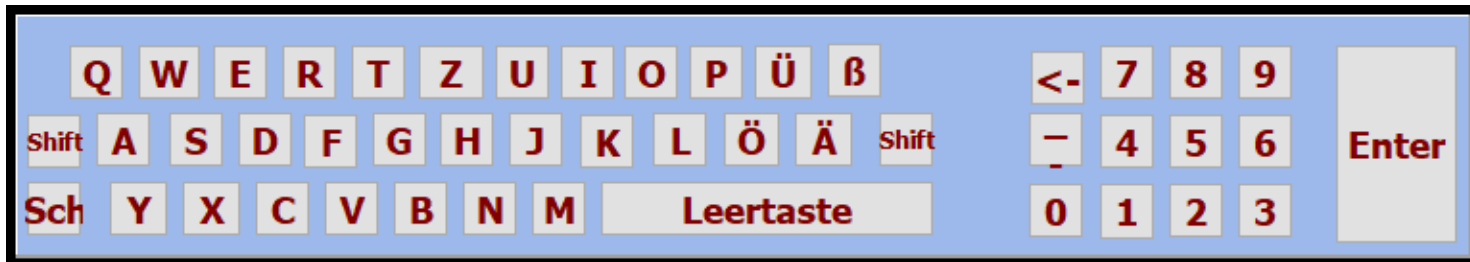 Q W E R T Z U I O P Ü ß <- 7 8 9
Shift A S D F G H J K L Ö Ä Shift _ - 4 5 6 Enter
Sch Y X C V B N M Leertaste 0 1 2 3